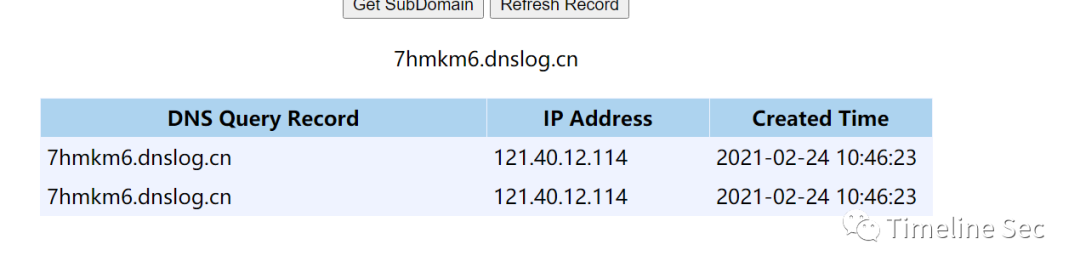 Get SubDomain Refresh Record
7hmkm6.dnslog.cn
DNS Query Record IP Address Created Time
7hmkm6.dnslog.cn 121.40.12.114 2021-02-24 10:46:23
7hmkm6.dnslog.cn 121.40.12.114 2021-02-24 10:46:23
Timeline Sec